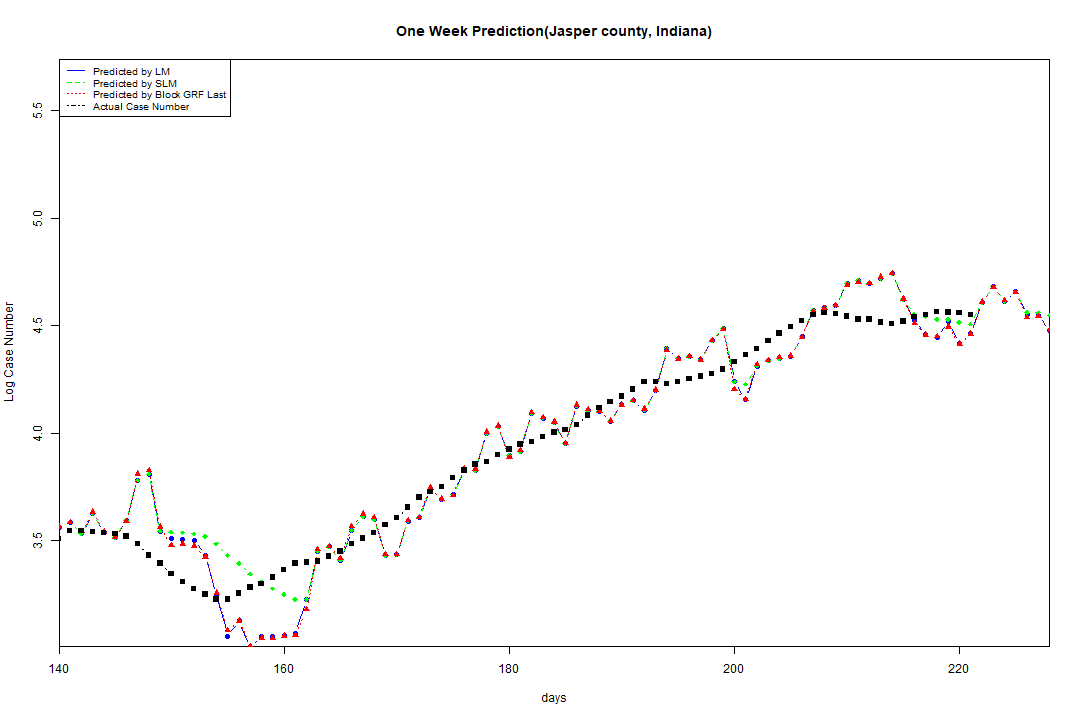 One Week Prediction(Jasper county, Indiana)
Predicted by LM
Predicted by SLM
Predicted by Block GRF Last
Actual Case Number
5.5
5.0
4.5
4.0
3.5
Log Case Number
140
160
180
200
220
days